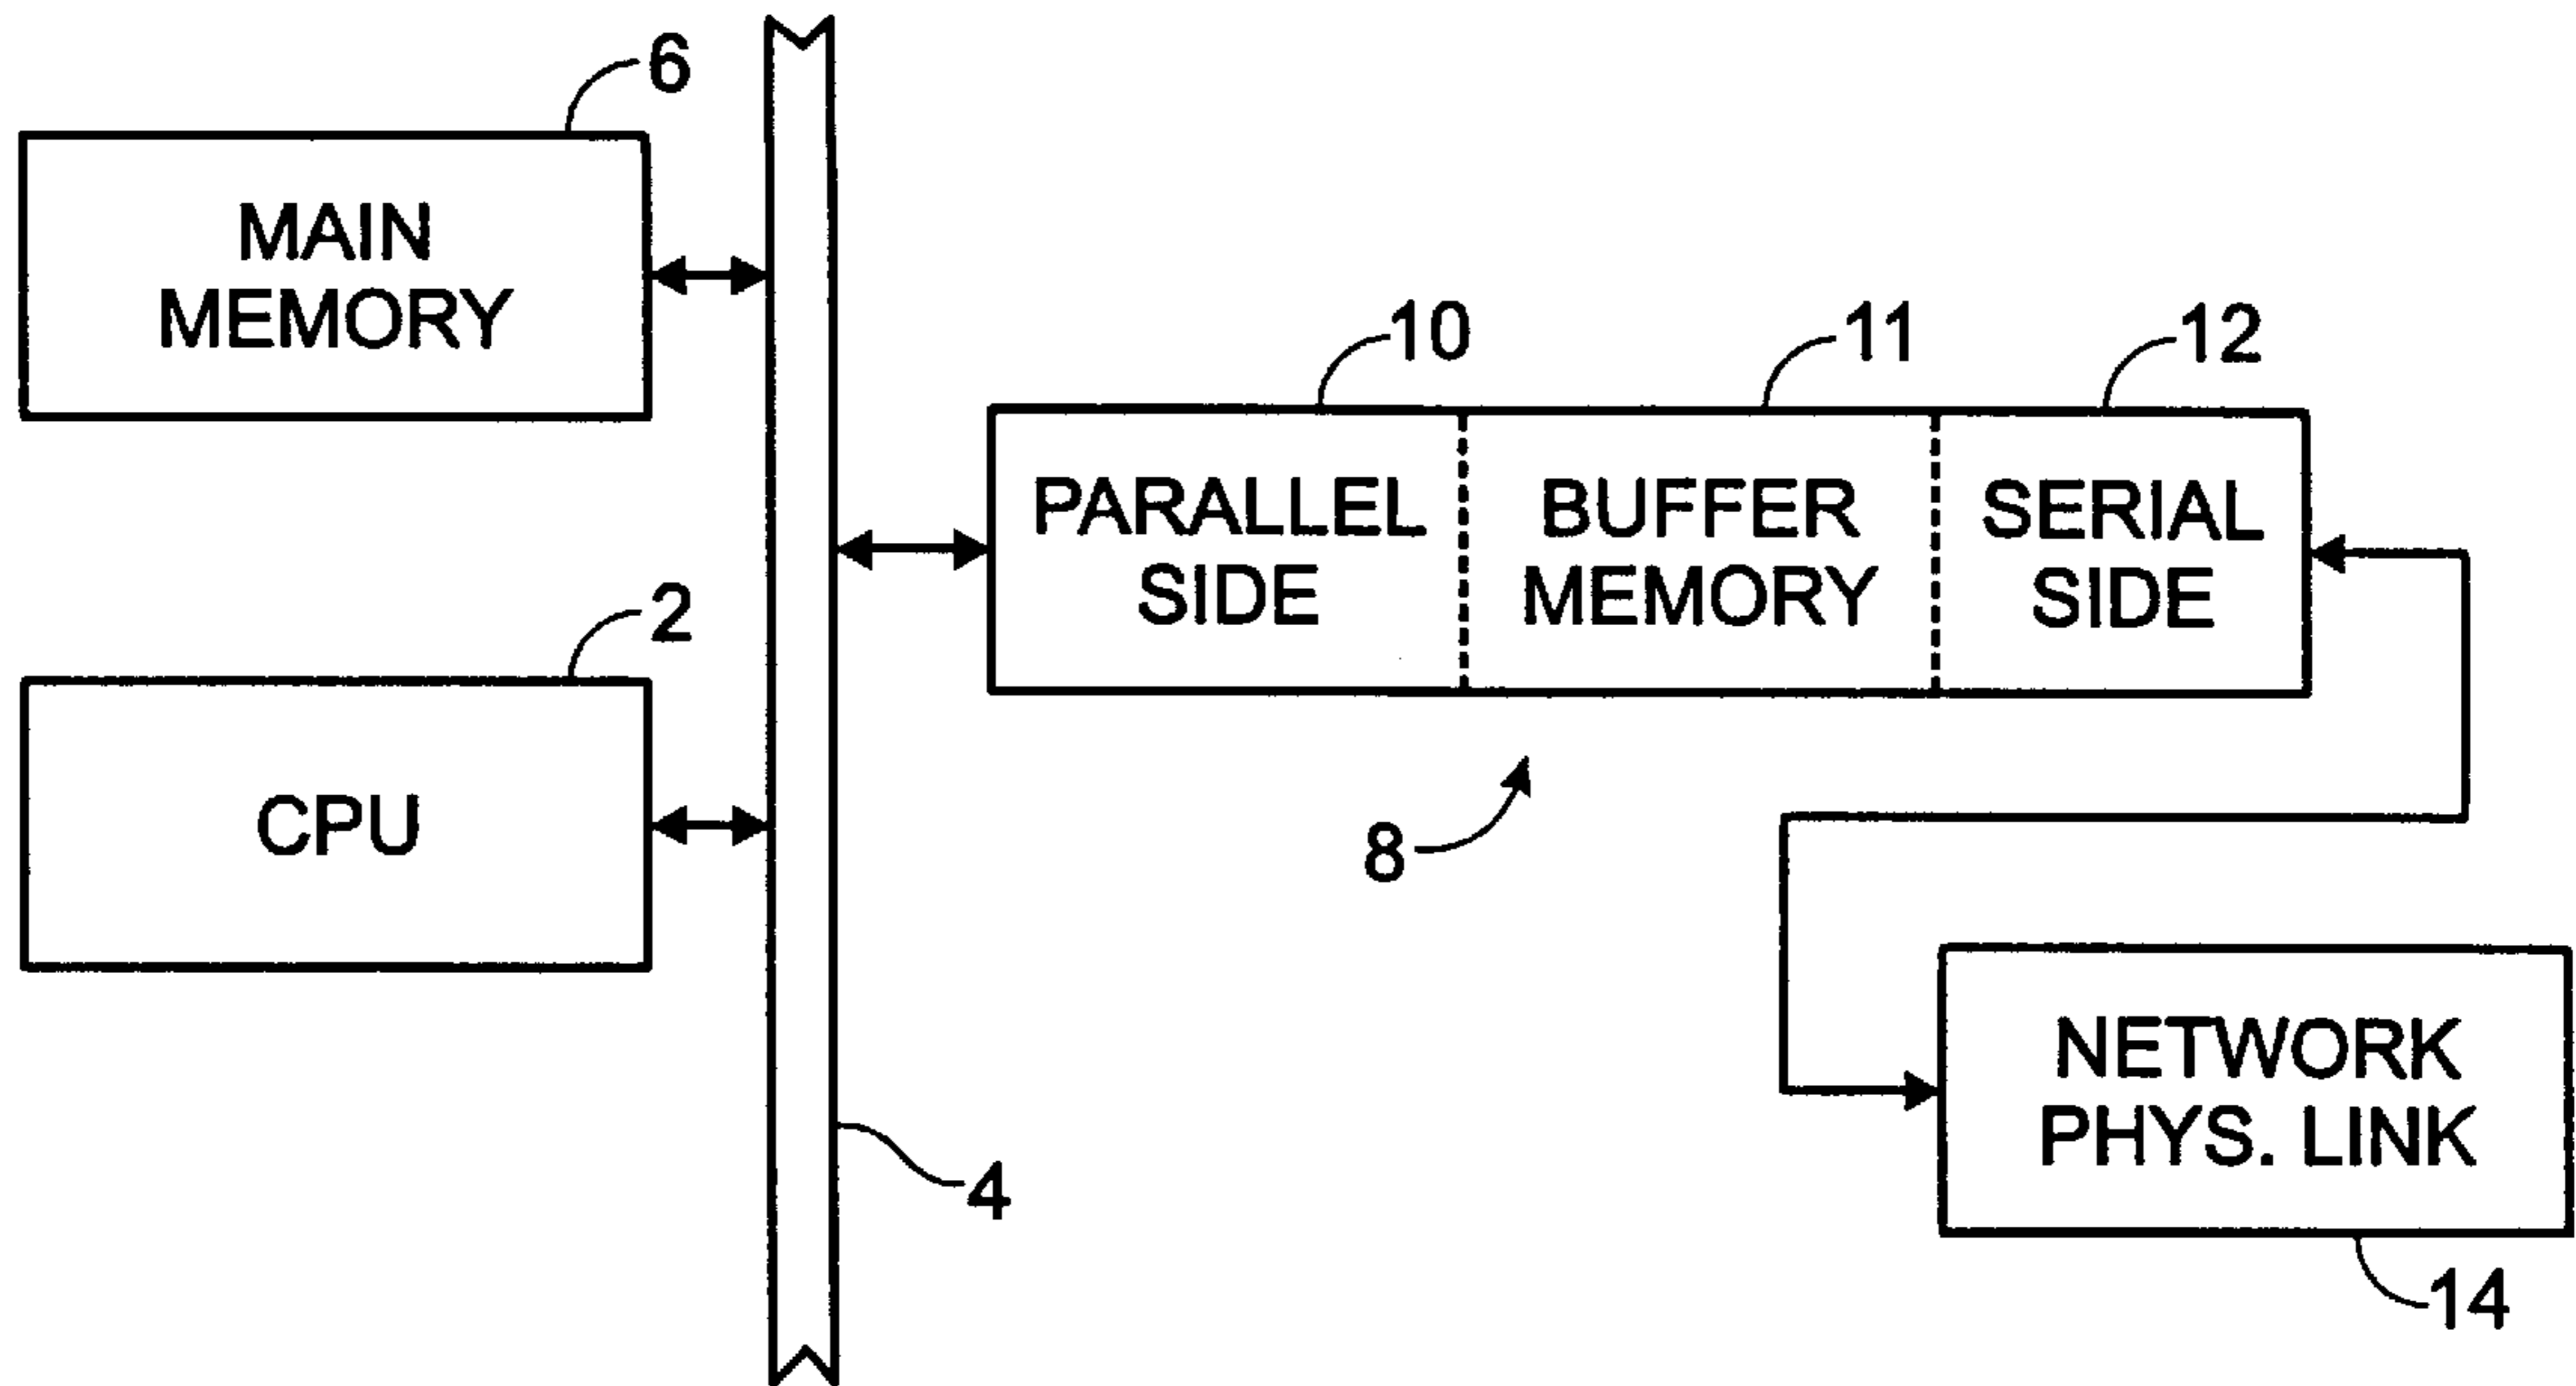 6
MAIN
MEMORY
10
11
12
PARALLEL
SIDE
BUFFER
MEMORY
SERIAL
SIDE
2
CPU
8
4
NETWORK
PHYS. LINK
14